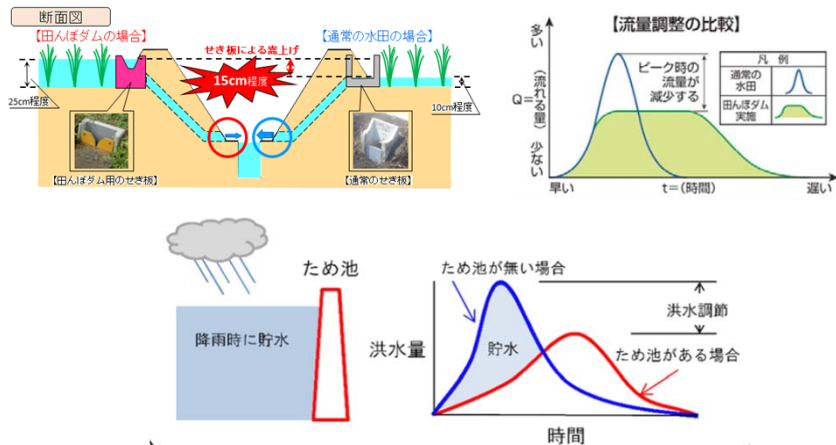 断面図
【田んぼダムの場合】
せき板による嵩上げ
【通常の水田の場合】
15cm程度
25cm程度
10cm程度
【田んぼダム用のせき板】
【通常のせき板】
【流量調整の比較】
多い
(流れる量)
Q=
少ない
ピーク時の
流量が
減少する
凡 例
通常の
水田
田んぼダム
実施
早い
t=(時間)
遅い
ため池
降雨時に貯水
ため池が無い場合
洪水調節
洪水量
貯水
ため池がある場合
時間